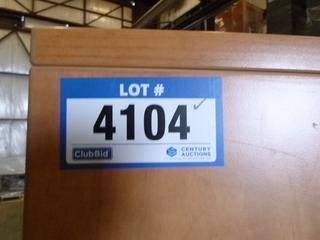 LOT #
4104
ClubBid
CENTURY
AUCTIONS